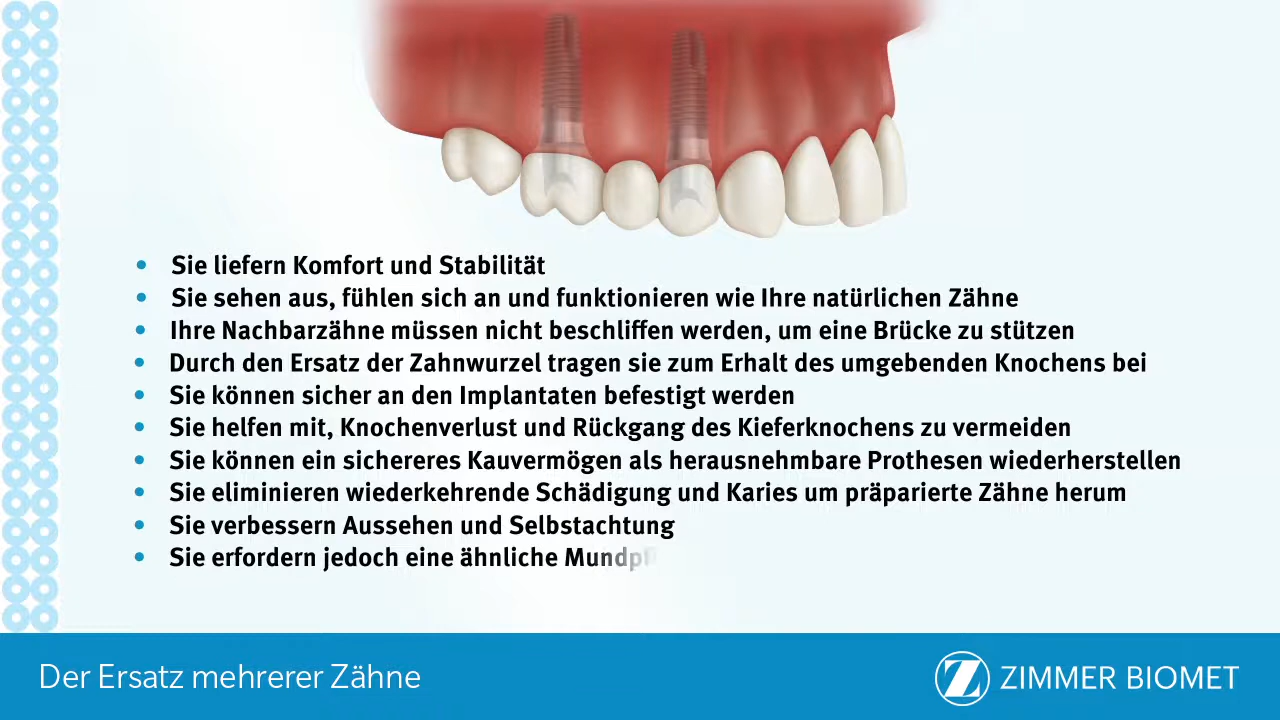 • Sie liefern Komfort und Stabilität
• Sie sehen aus, fühlen sich an und funktionieren wie Ihre natürlichen Zähne
• Ihre Nachbarzähne müssen nicht beschliffen werden, um eine Brücke zu stützen
• Durch den Ersatz der Zahnwurzel tragen sie zum Erhalt des umgebenden Knochens bei
• Sie können sicher an den Implantaten befestigt werden
• Sie helfen mit, Knochenverlust und Rückgang des Kieferknochens zu vermeiden
• Sie können ein sichereres Kauvermögen als herausnehmbare Prothesen wiederherstellen
• Sie eliminieren wiederkehrende Schädigung und Karies um präparierte Zähne herum
• Sie verbessern Aussehen und Selbstachtung
• Sie erfordern jedoch eine ähnliche
Der Ersatz mehrerer Zähne
ZIMMER BIOMET